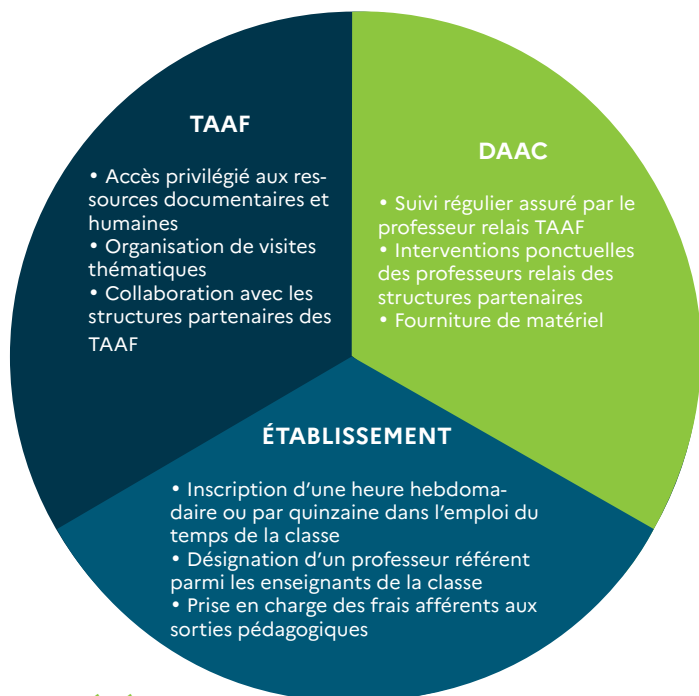 TAAF
• Accès privilégié aux res-
sources documentaires et
humaines
• Organisation de visites
thématiques
• Collaboration avec les
structures partenaires des
TAAF
DAAC
• Suivi régulier assuré par le
professeur relais TAAF
• Interventions ponctuelles
des professeurs relais des
structures partenaires
• Fourniture de matériel
ÉTABLISSEMENT
• Inscription d’une heure hebdoma-
daire ou par quinzaine dans l’emploi du
temps de la classe
• Désignation d’un professeur référent
parmi les enseignants de la classe
• Prise en charge des frais afférents aux
sorties pédagogiques